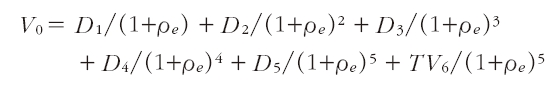 V₀ = D₁/(1+ρₑ) + D₂/(1+ρₑ)² + D₃/(1+ρₑ)³
+ D₄/(1+ρₑ)⁴ + D₅/(1+ρₑ)⁵ + TV₆/(1+ρₑ)⁵